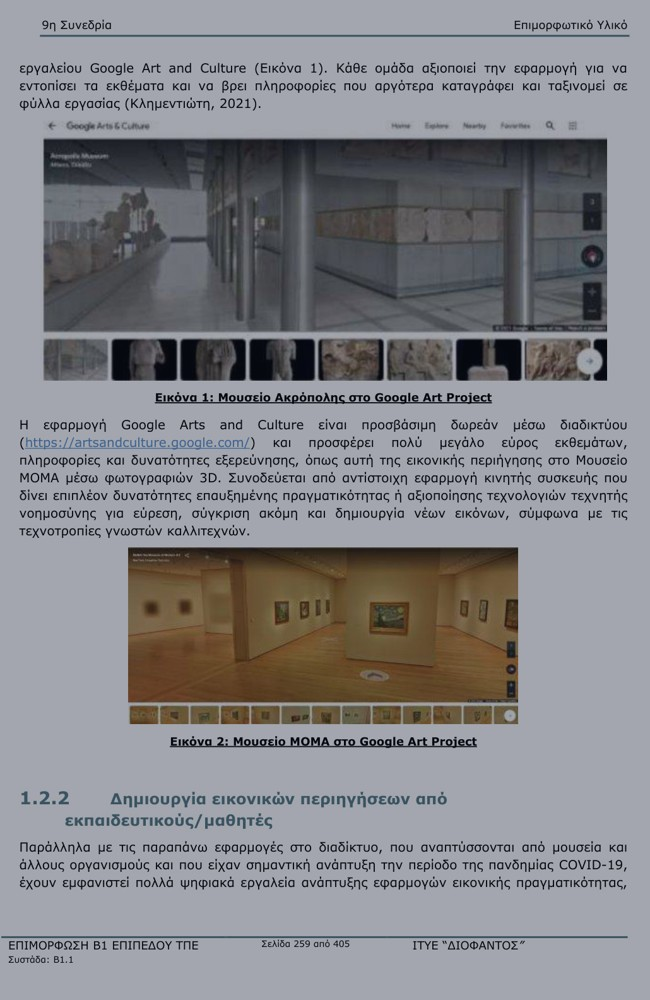 9η Συνεδρία
Επιμορφωτικό Υλικό
εργαλείου Google Art and Culture (Εικόνα 1). Κάθε ομάδα αξιοποιεί την εφαρμογή για να
εντοπίσει τα εκθέματα και να βρει πληροφορίες που αργότερα καταγράφει και ταξινομεί σε
φύλλα εργασίας (Κλημεντιώτη, 2021).
Google Arts & Culture
Home Explore Nearby Favorites
Acropolis Museum
Athens, Greece
Εικόνα 1: Μουσείο Ακρόπολης στο Google Art Project
Η εφαρμογή Google Arts and Culture είναι προσβάσιμη δωρεάν μέσω διαδικτύου
(https://artsandculture.google.com/) και προσφέρει πολύ μεγάλο εύρος εκθεμάτων,
πληροφορίες και δυνατότητες εξερεύνησης, όπως αυτή της εικονικής περιήγησης στο Μουσείο
ΜΟΜΑ μέσω φωτογραφιών 3D. Συνοδεύεται από αντίστοιχη εφαρμογή κινητής συσκευής που
δίνει επιπλέον δυνατότητες επαυξημένης πραγματικότητας ή αξιοποίησης τεχνολογιών τεχνητής
νοημοσύνης για εύρεση, σύγκριση ακόμη και δημιουργία νέων εικόνων, σύμφωνα με τις
τεχνοτροπίες γνωστών καλλιτεχνών.
Εικόνα 2: Μουσείο ΜΟΜΑ στο Google Art Project
1.2.2 Δημιουργία εικονικών περιηγήσεων από
εκπαιδευτικούς/μαθητές
Παράλληλα με τις παραπάνω εφαρμογές στο διαδίκτυο, που αναπτύσσονται από μουσεία και
άλλους οργανισμούς και που είχαν σημαντική ανάπτυξη την περίοδο της πανδημίας COVID-19,
έχουν εμφανιστεί πολλά ψηφιακά εργαλεία ανάπτυξης εφαρμογών εικονικής πραγματικότητας,
ΕΠΙΜΟΡΦΩΣΗ Β1 ΕΠΙΠΕΔΟΥ ΤΠΕ
Σελίδα 259 από 405
ΙΤΥΕ "ΔΙΟΦΑΝΤΟΣ"
Συστάδα: Β1.1